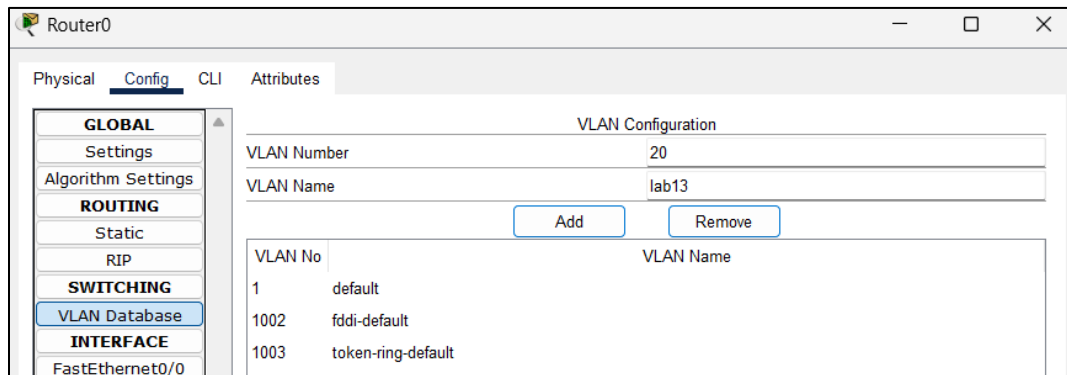 Router0
Physical Config CLI Attributes
GLOBAL
Settings
Algorithm Settings
ROUTING
Static
RIP
SWITCHING
VLAN Database
INTERFACE
FastEthernet0/0
VLAN Configuration
VLAN Number 20
VLAN Name lab13
Add Remove
VLAN No VLAN Name
1 default
1002 fddi-default
1003 token-ring-default